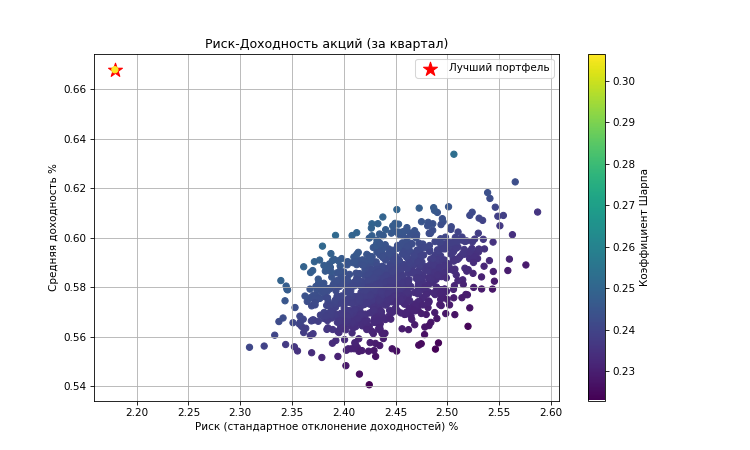 Риск-Доходность акций (за квартал)
Лучший портфель
0.66
0.64
0.62
0.60
0.58
0.56
0.54
Средняя доходность %
2.20 2.25 2.30 2.35 2.40 2.45 2.50 2.55 2.60
Риск (стандартное отклонение доходностей) %
0.30
0.29
0.28
0.27
0.26
0.25
0.24
0.23
Коэффициент Шарпа